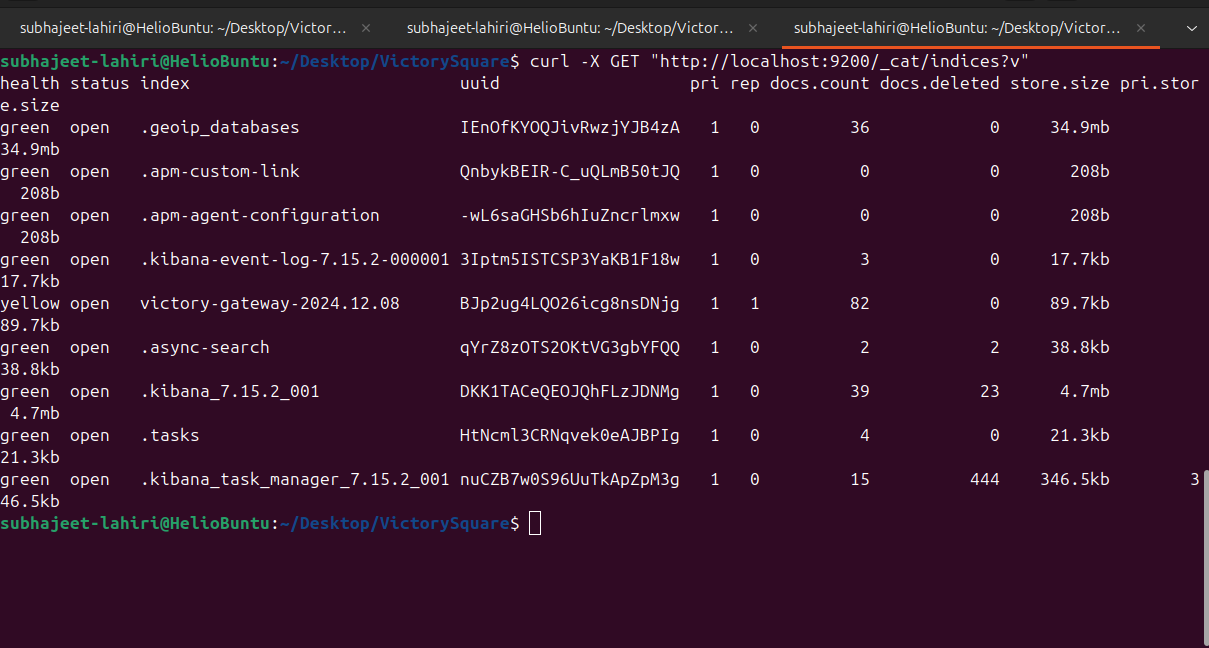 subhajeet-lahiri@HelioBuntu: ~/Desktop/Victor... × subhajeet-lahiri@HelioBuntu: ~/Desktop/Victor... × subhajeet-lahiri@HelioBuntu: ~/Desktop/Victor... ×
subhajeet-lahiri@HelioBuntu:~/Desktop/VictorySquare$ curl -X GET "http://localhost:9200/_cat/indices?v"
health status index                           uuid                   pri rep docs.count docs.deleted store.size pri.stor
e.size
green  open   .geoip_databases                IEnOfKYOQJivRwzjYJB4zA   1   0         36            0     34.9mb
34.9mb
green  open   .apm-custom-link                QnbykBEIR-C_uQLmB50tJQ   1   0          0            0       208b
  208b
green  open   .apm-agent-configuration        -wL6saGHSb6hIuZncrlmxw   1   0          0            0       208b
  208b
green  open   .kibana-event-log-7.15.2-000001 3Iptm5ISTCSP3YaKB1F18w   1   0          3            0     17.7kb
17.7kb
yellow open   victory-gateway-2024.12.08      BJp2ug4LQO26icg8nsDNjg   1   1         82            0     89.7kb
89.7kb
green  open   .async-search                   qYrZ8zOTS2OKtVG3gbYFQQ   1   0          2            2     38.8kb
38.8kb
green  open   .kibana_7.15.2_001              DKK1TACeQEOJQhFLzJDNMg   1   0         39           23      4.7mb
 4.7mb
green  open   .tasks                          HtNcml3CRNqvek0eAJBPIg   1   0          4            0     21.3kb
21.3kb
green  open   .kibana_task_manager_7.15.2_001 nuCZB7w0S96UuTkApZpM3g   1   0         15          444    346.5kb       3
46.5kb
subhajeet-lahiri@HelioBuntu:~/Desktop/VictorySquare$